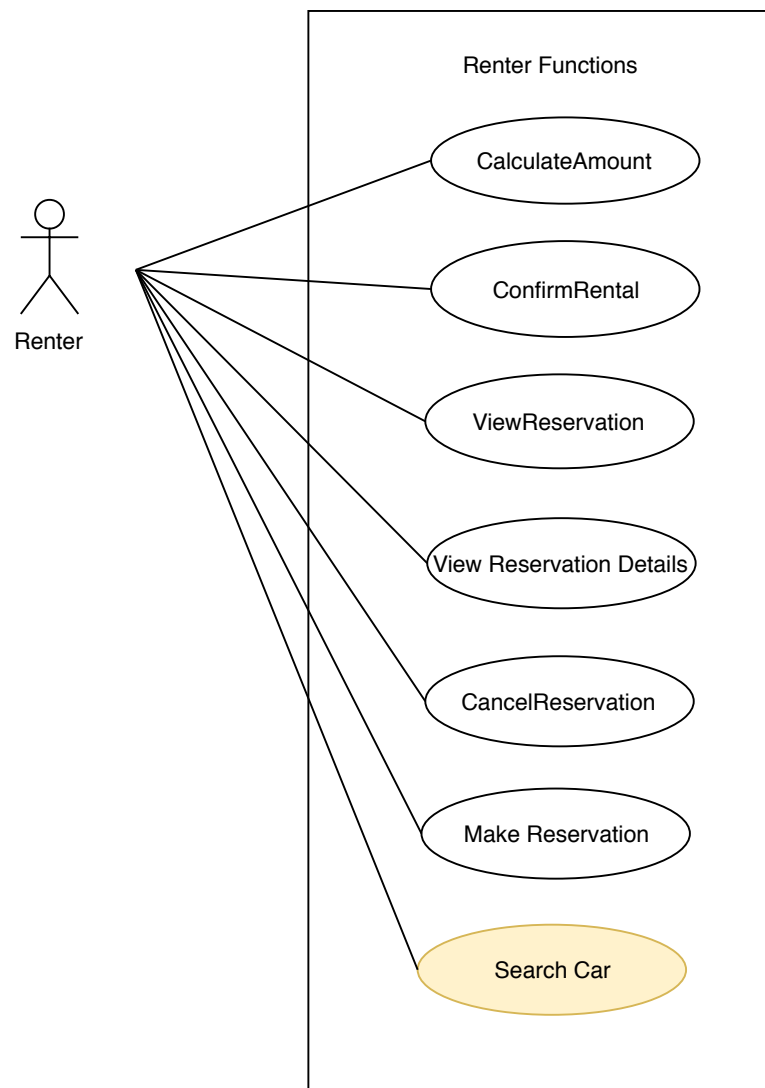 Renter Functions
CalculateAmount
ConfirmRental
Renter
ViewReservation
View Reservation Details
CancelReservation
Make Reservation
Search Car